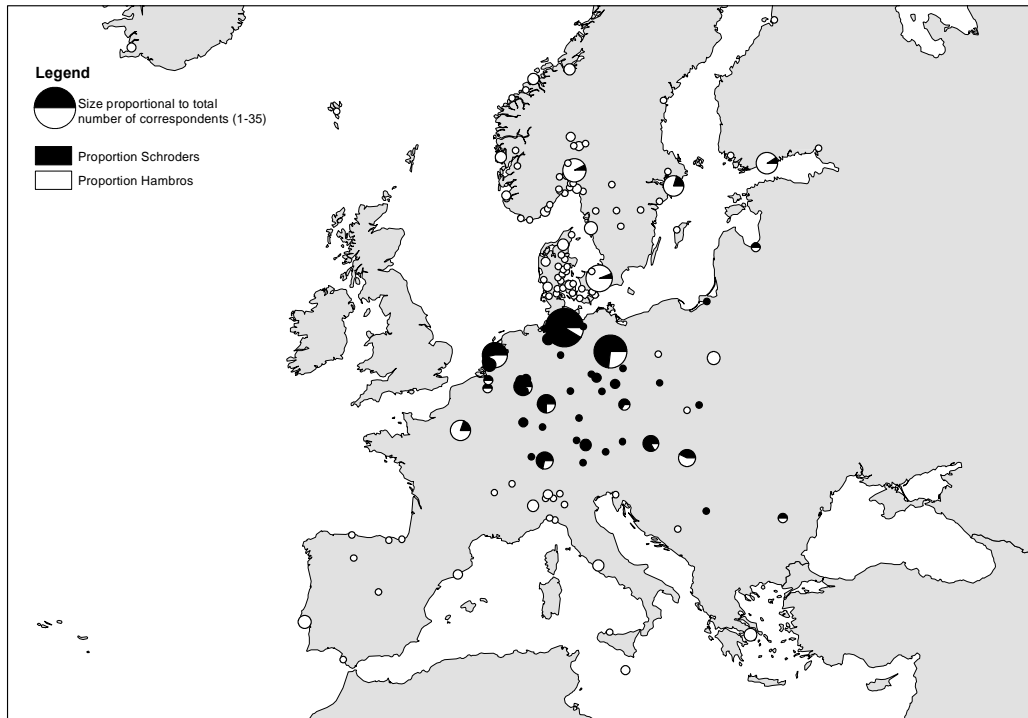 Legend
Size proportional to total
number of correspondents (1-35)
Proportion Schroders
Proportion Hambros